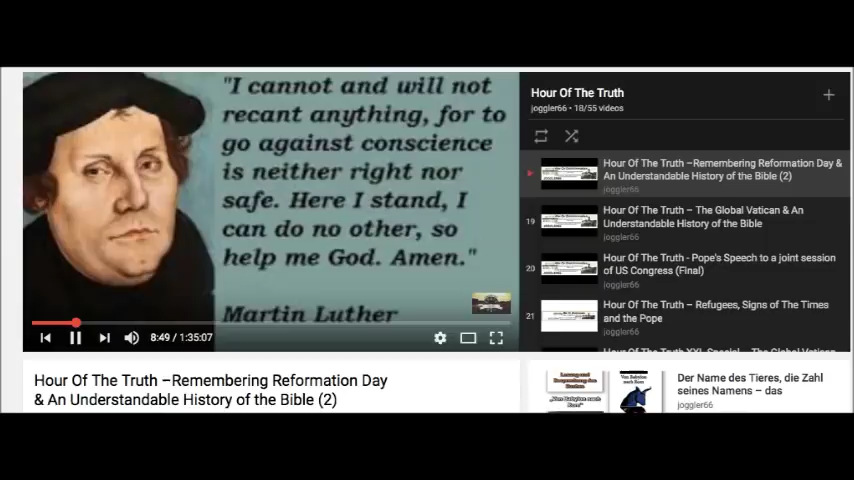 "I cannot and will not
recant anything, for to
go against conscience
is neither right nor
safe. Here I stand, I
can do no other, so
help me God. Amen."
Martin Luther
8:49 / 1:35:07
Hour Of The Truth –Remembering Reformation Day
& An Understandable History of the Bible (2)
Hour Of The Truth
joggler66 • 18/55 videos
Hour Of The Truth –Remembering Reformation Day &
An Understandable History of the Bible (2)
joggler66
19
Hour Of The Truth – The Global Vatican & An
Understandable History of the Bible
joggler66
20
Hour Of The Truth - Pope's Speech to a joint session
of US Congress (Final)
joggler66
21
Hour Of The Truth – Refugees, Signs of The Times
and the Pope
joggler66
Der Name des Tieres, die Zahl
seines Namens – das
joggler66